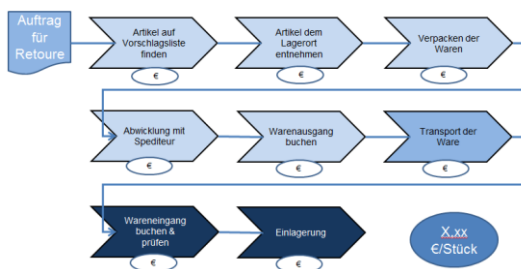 Auftrag
für
Retoure
Artikel auf
Vorschlagsliste
finden
€
Artikel dem
Lagerort
entnehmen
€
Verpacken der
Waren
€
Abwicklung mit
Spediteur
€
Warenausgang
buchen
€
Transport der
Ware
€
Wareneingang
buchen &
prüfen
€
Einlagerung
€
X,xx
€/Stück